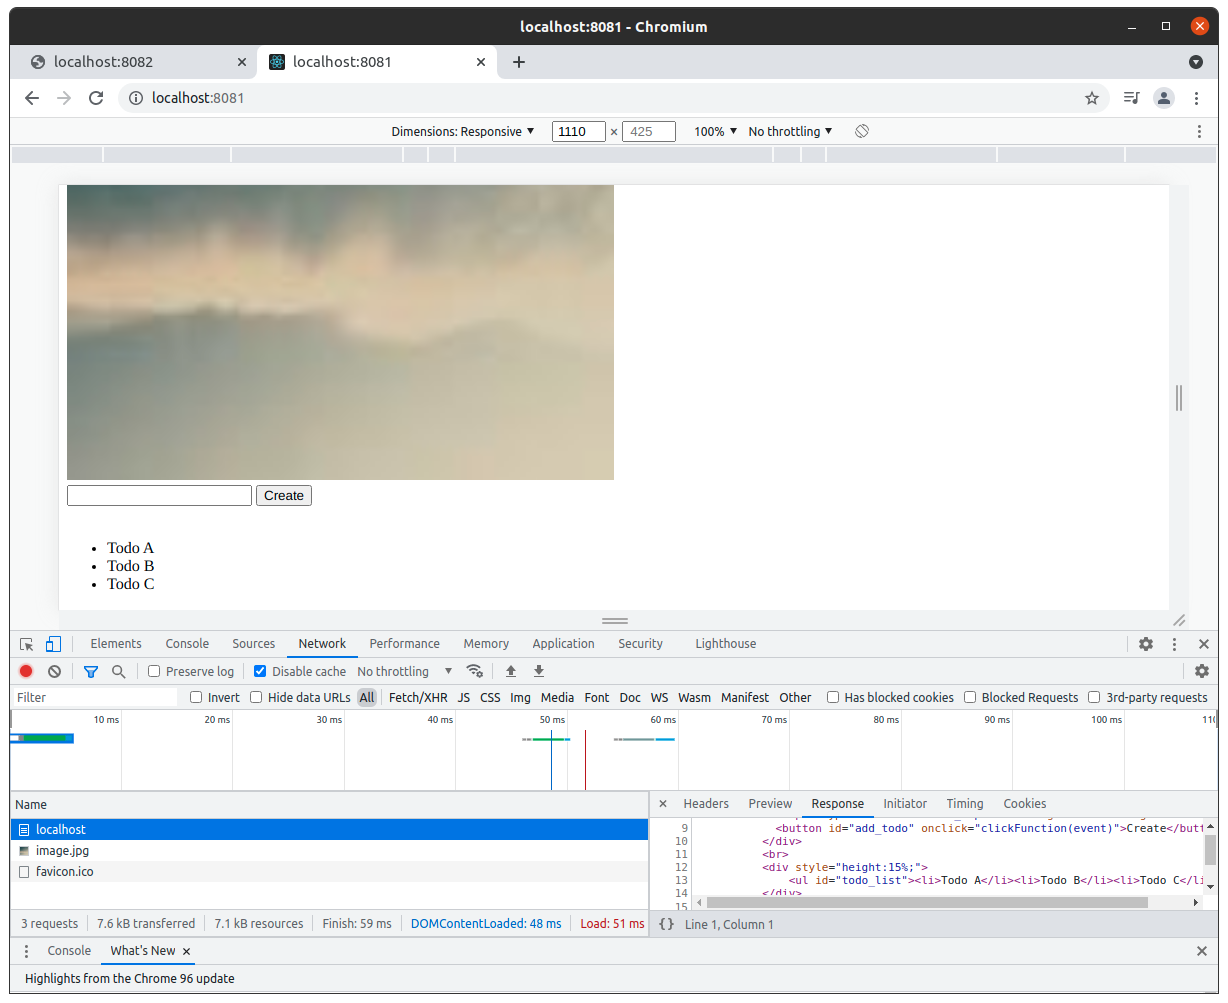 localhost:8081 - Chromium
localhost:8082 localhost:8081
localhost:8081
Dimensions: Responsive 1110 × 425 100% No throttling
Create
Todo A
Todo B
Todo C
Elements Console Sources Network Performance Memory Application Security Lighthouse
Preserve log Disable cache No throttling
Filter Invert Hide data URLs All Fetch/XHR JS CSS Img Media Font Doc WS Wasm Manifest Other Has blocked cookies Blocked Requests 3rd-party requests
10 ms 20 ms 30 ms 40 ms 50 ms 60 ms 70 ms 80 ms 90 ms 100 ms
Name
localhost
image.jpg
favicon.ico
3 requests 7.6 kB transferred 7.1 kB resources Finish: 59 ms DOMContentLoaded: 48 ms Load: 51 ms
Headers Preview Response Initiator Timing Cookies
9 <button id="add_todo" onclick="clickFunction(event)">Create</butt
10 </div>
11 <br>
12 <div style="height:15%;">
13 <ul id="todo_list"><li>Todo A</li><li>Todo B</li><li>Todo C</li
14 </div>
15
{} Line 1, Column 1
Console What's New
Highlights from the Chrome 96 update